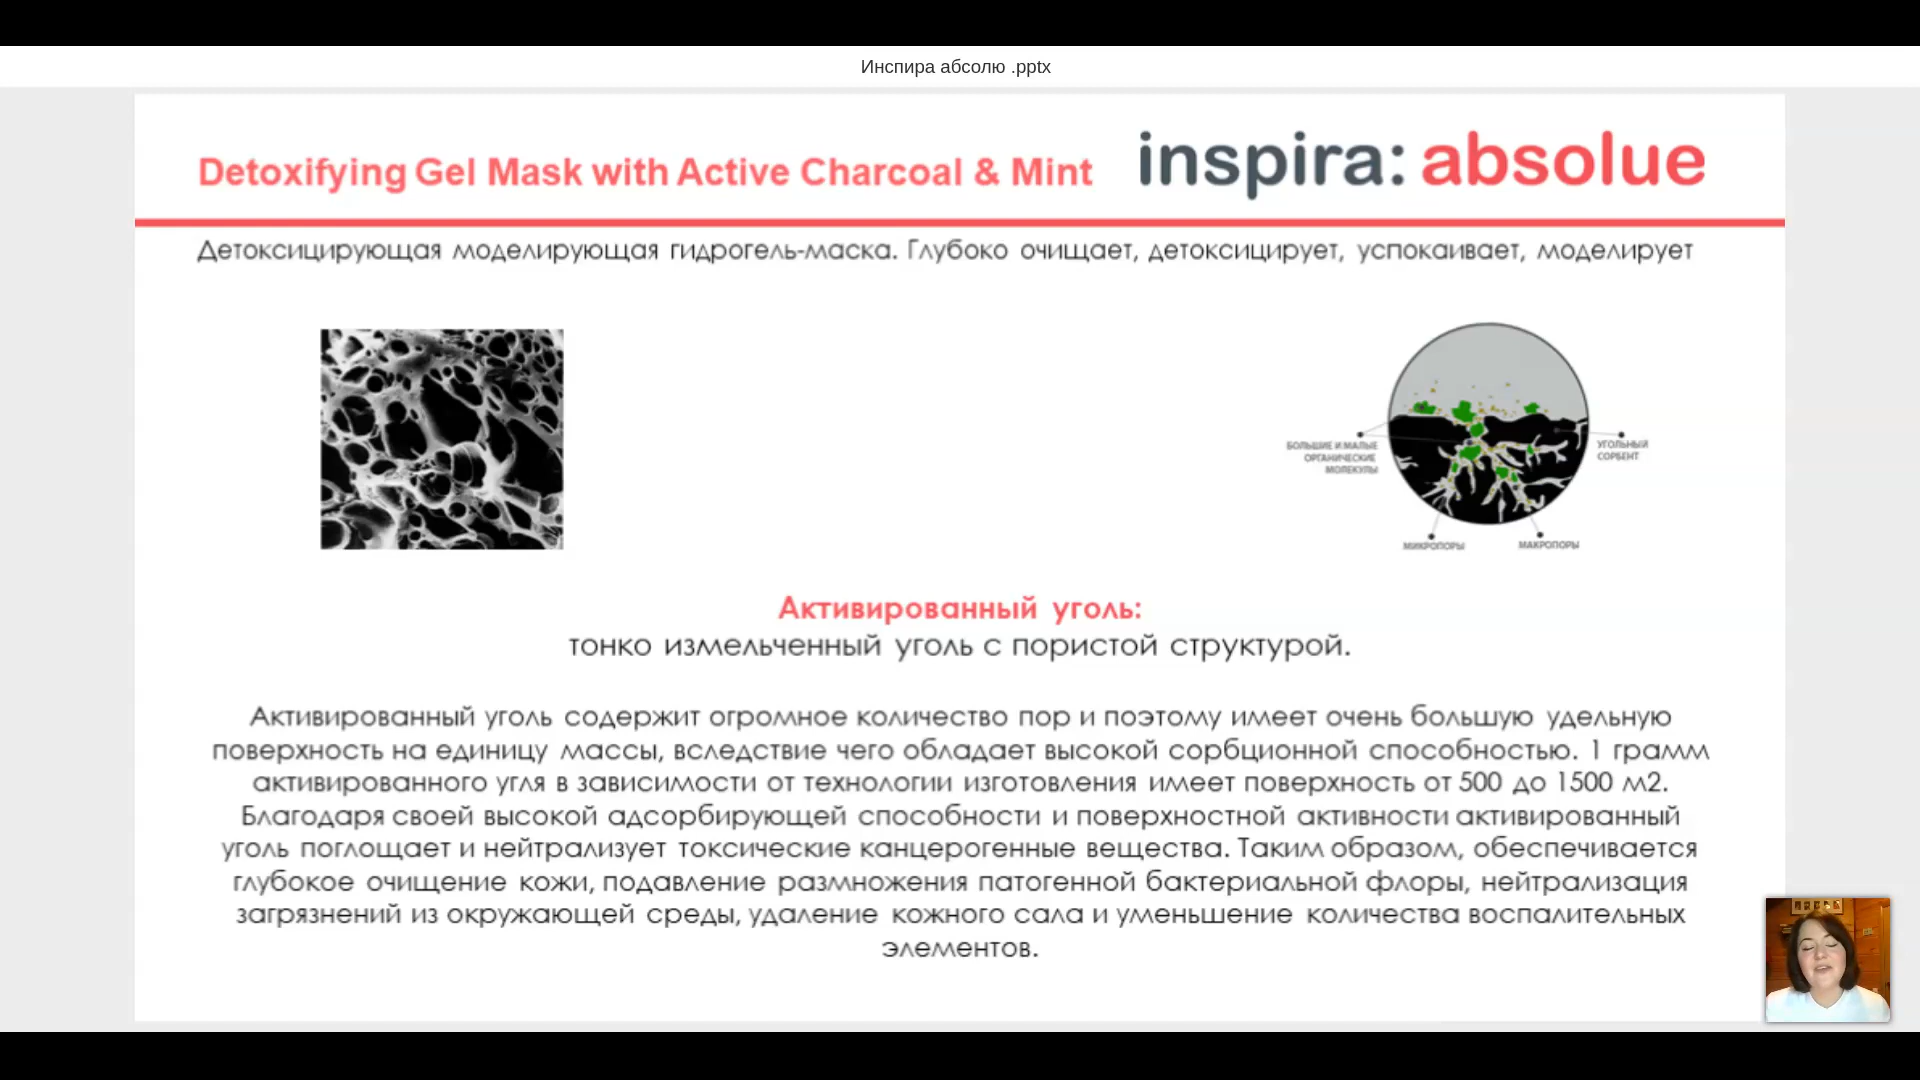 Инспира абсолю .pptx
Detoxifying Gel Mask with Active Charcoal & Mint
inspira: absolue
Детоксицирующая моделирующая гидрогель-маска. Глубоко очищает, детоксицирует, успокаивает, моделирует
БОЛЬШИЕ И МАЛЫЕ
ОРГАНИЧЕСКИЕ
МОЛЕКУЛЫ
УГОЛЬНЫЙ
СОРБЕНТ
МИКРОПОРЫ
МАКРОПОРЫ
Активированный уголь:
тонко измельченный уголь с пористой структурой.
Активированный уголь содержит огромное количество пор и поэтому имеет очень большую удельную
поверхность на единицу массы, вследствие чего обладает высокой сорбционной способностью. 1 грамм
активированного угля в зависимости от технологии изготовления имеет поверхность от 500 до 1500 м2.
Благодаря своей высокой адсорбирующей способности и поверхностной активности активированный
уголь поглощает и нейтрализует токсические канцерогенные вещества. Таким образом, обеспечивается
глубокое очищение кожи, подавление размножения патогенной бактериальной флоры, нейтрализация
загрязнений из окружающей среды, удаление кожного сала и уменьшение количества воспалительных
элементов.